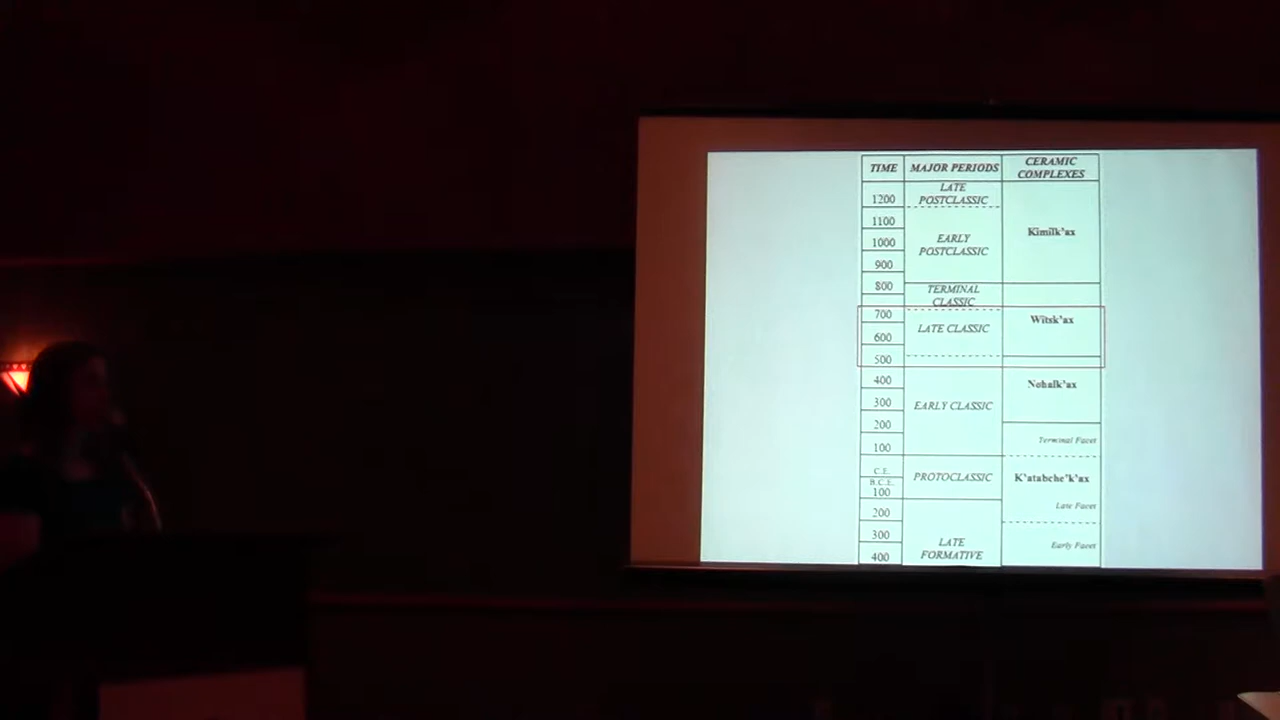 TIME MAJOR PERIODS CERAMIC COMPLEXES
LATE POSTCLASSIC
1200
1100
EARLY POSTCLASSIC
Kimilk'ax
1000
900
800
TERMINAL CLASSIC
700
LATE CLASSIC
Witsk'ax
600
500
400
Nohalk'ax
300
EARLY CLASSIC
200
Terminal Facet
100
C.E.
PROTOCLASSIC
K'atabche'k'ax
B.C.E.
100
Late Facet
200
300
LATE FORMATIVE
Early Facet
400